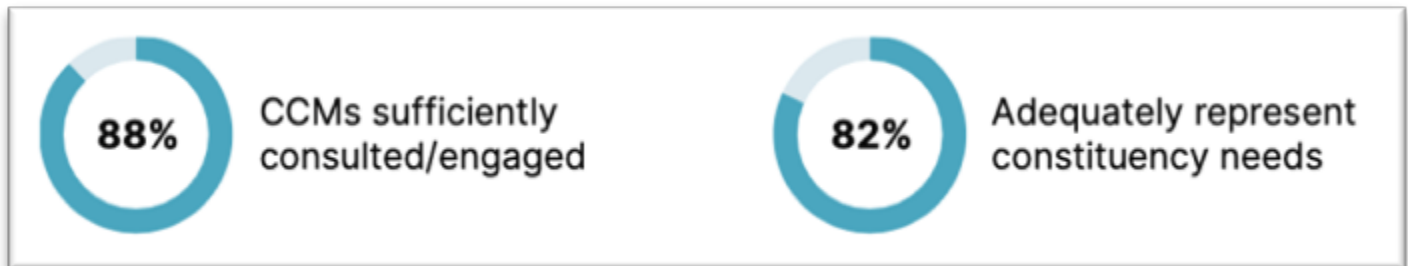 88%
CCMs sufficiently
consulted/engaged
82%
Adequately represent
constituency needs